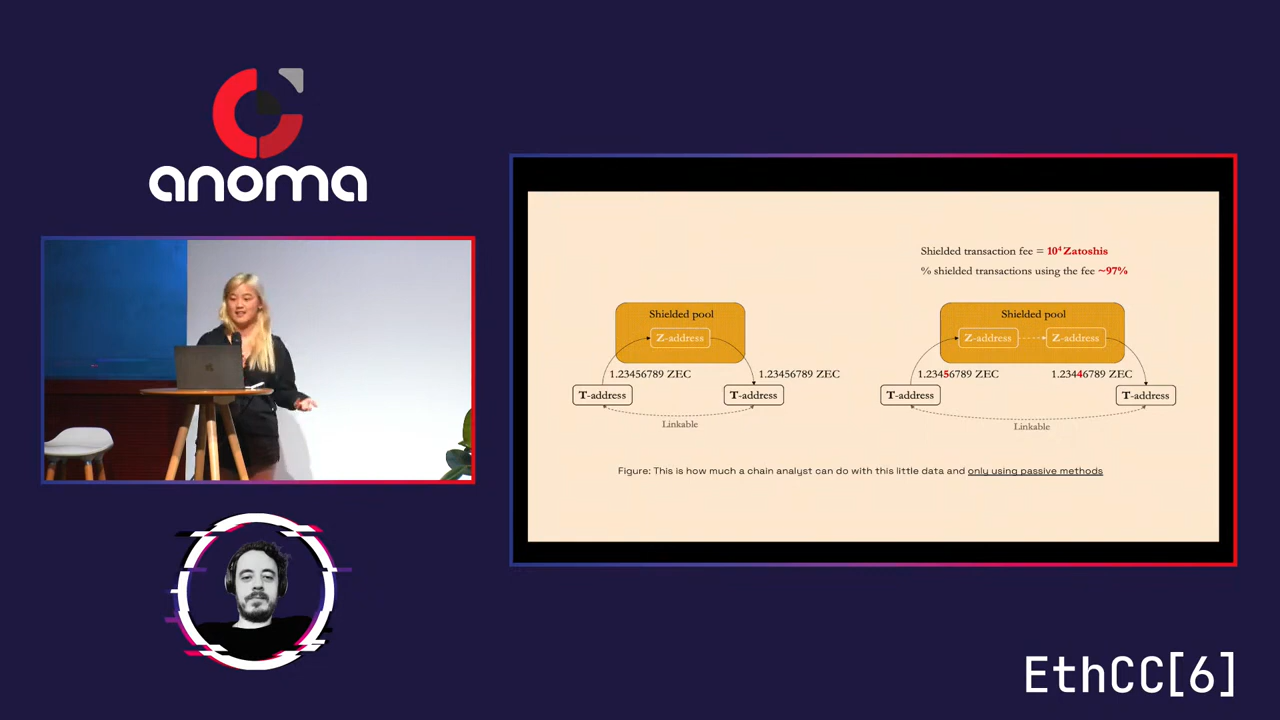 anoma
Shielded transaction fee = 10⁴ Zatoshis
% shielded transactions using the fee ~97%
Shielded pool
Z-address
1.23456789 ZEC
1.23456789 ZEC
T-address
T-address
Linkable
Shielded pool
Z-address
Z-address
1.23456789 ZEC
1.23446789 ZEC
T-address
T-address
Linkable
Figure: This is how much a chain analyst can do with this little data and only using passive methods
EthCC[6]